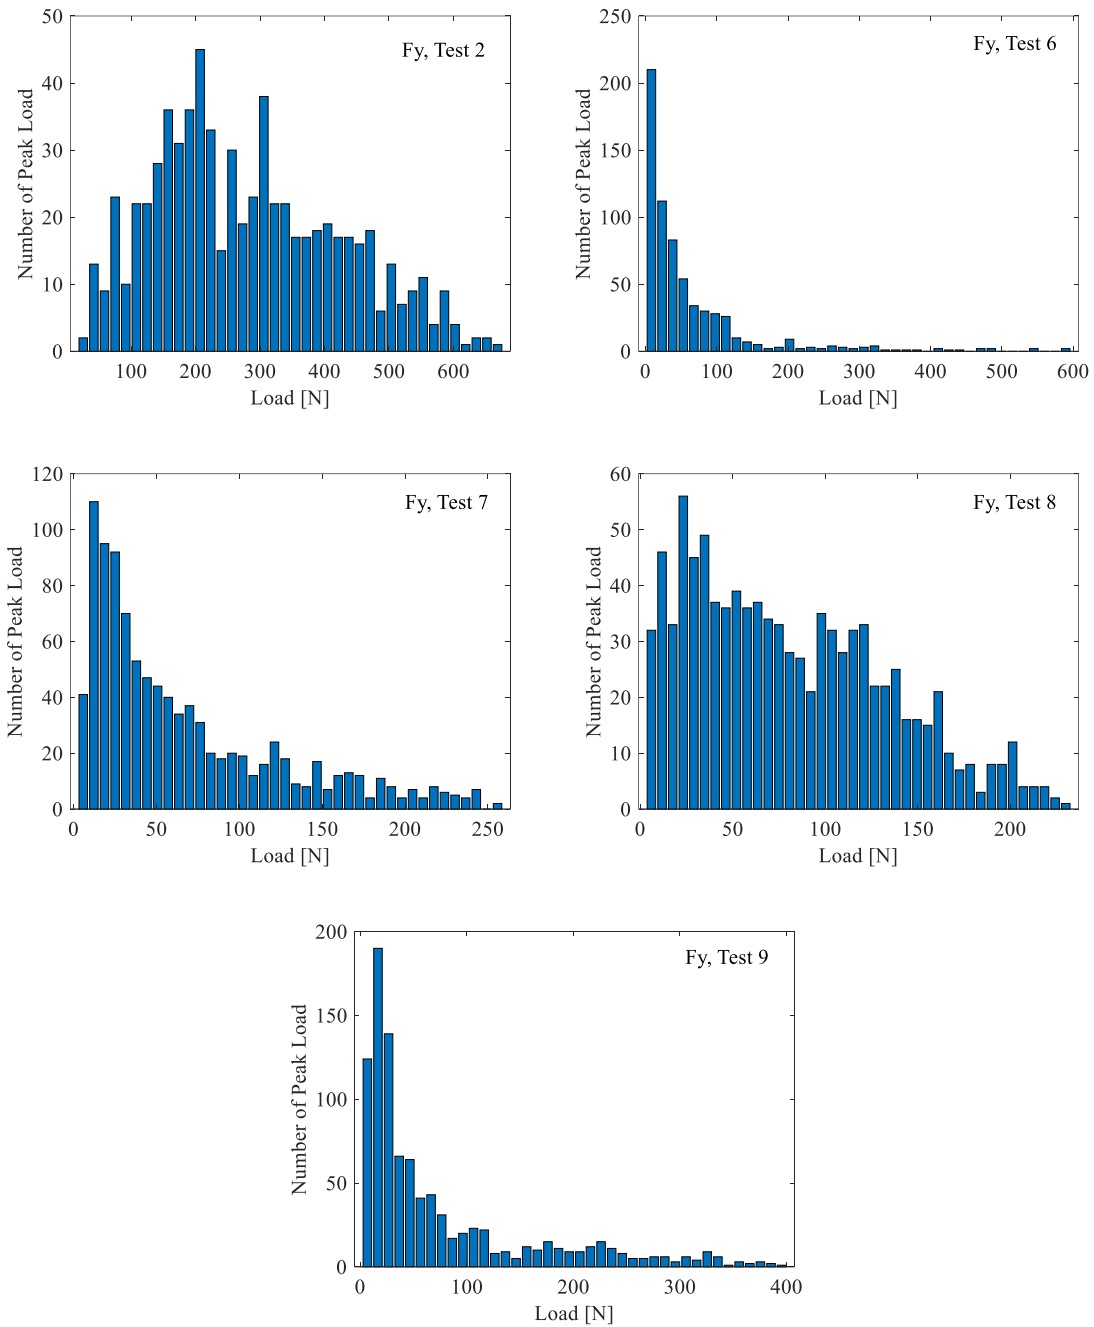 Fy, Test 2
Number of Peak Load
50
40
30
20
10
0
100 200 300 400 500 600
Load [N]
Fy, Test 6
Number of Peak Load
250
200
150
100
50
0
0 100 200 300 400 500 600
Load [N]
Fy, Test 7
Number of Peak Load
120
100
80
60
40
20
0
0 50 100 150 200 250
Load [N]
Fy, Test 8
Number of Peak Load
60
50
40
30
20
10
0
0 50 100 150 200
Load [N]
Fy, Test 9
Number of Peak Load
200
150
100
50
0
0 100 200 300 400
Load [N]